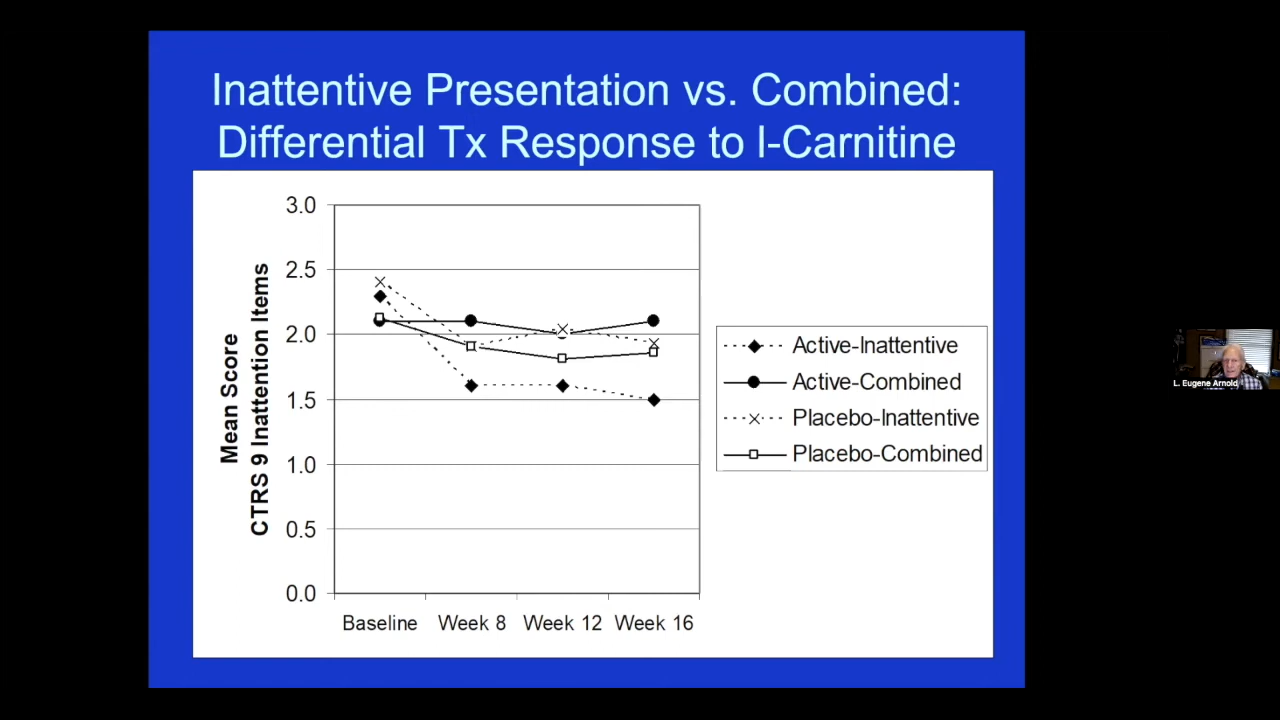 Inattentive Presentation vs. Combined:
Differential Tx Response to l-Carnitine
Mean Score
CTRS 9 Inattention Items
3.0
2.5
2.0
1.5
1.0
0.5
0.0
Baseline
Week 8
Week 12
Week 16
Active-Inattentive
Active-Combined
Placebo-Inattentive
Placebo-Combined
L. Eugene Arnold